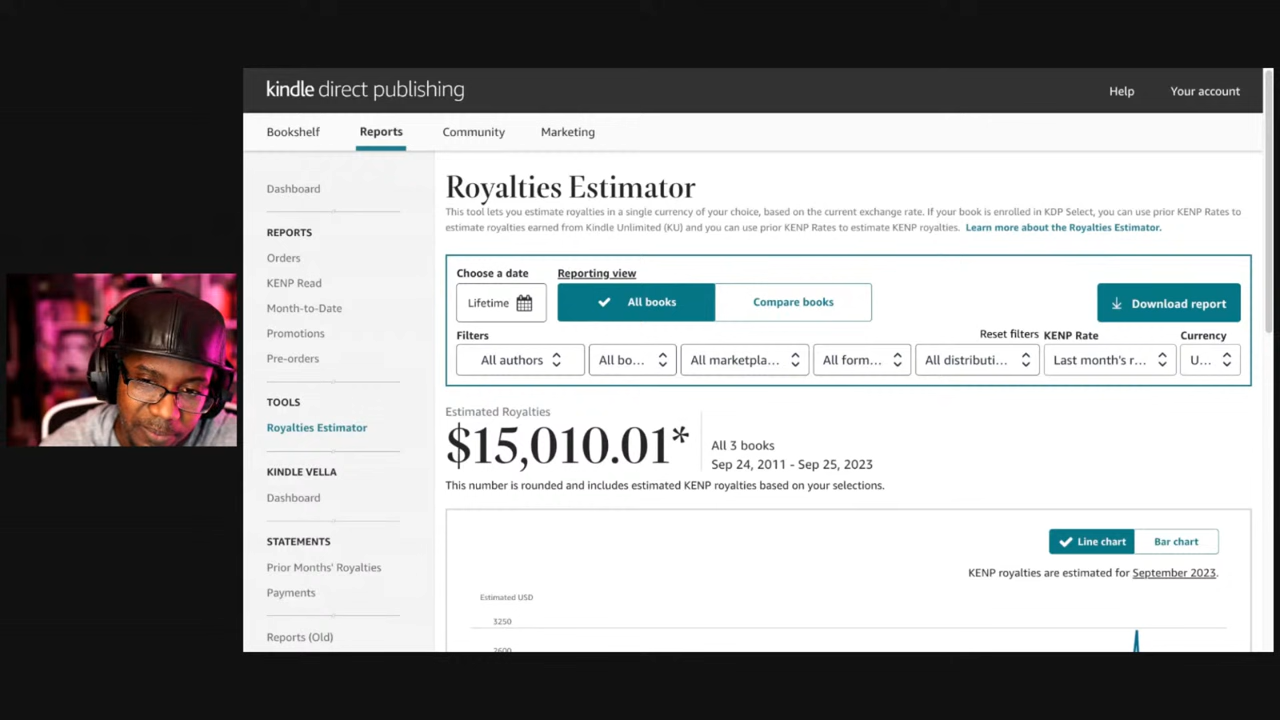 kindle direct publishing
Help
Your account
Bookshelf
Reports
Community
Marketing
Dashboard
REPORTS
Orders
KENP Read
Month-to-Date
Promotions
Pre-orders
TOOLS
Royalties Estimator
KINDLE VELLA
Dashboard
STATEMENTS
Prior Months' Royalties
Payments
Reports (Old)
Royalties Estimator
This tool lets you estimate royalties in a single currency of your choice, based on the current exchange rate. If your book is enrolled in KDP Select, you can use prior KENP Rates to
estimate royalties earned from Kindle Unlimited (KU) and you can use prior KENP Rates to estimate KENP royalties. Learn more about the Royalties Estimator.
Choose a date
Reporting view
Lifetime
All books
Compare books
Download report
Filters
Reset filters
KENP Rate
Currency
All authors
All bo...
All marketpla...
All form...
All distributi...
Last month's r...
U...
Estimated Royalties
$15,010.01*
All 3 books
Sep 24, 2011 - Sep 25, 2023
This number is rounded and includes estimated KENP royalties based on your selections.
Line chart
Bar chart
KENP royalties are estimated for September 2023.
Estimated USD
3250
2600